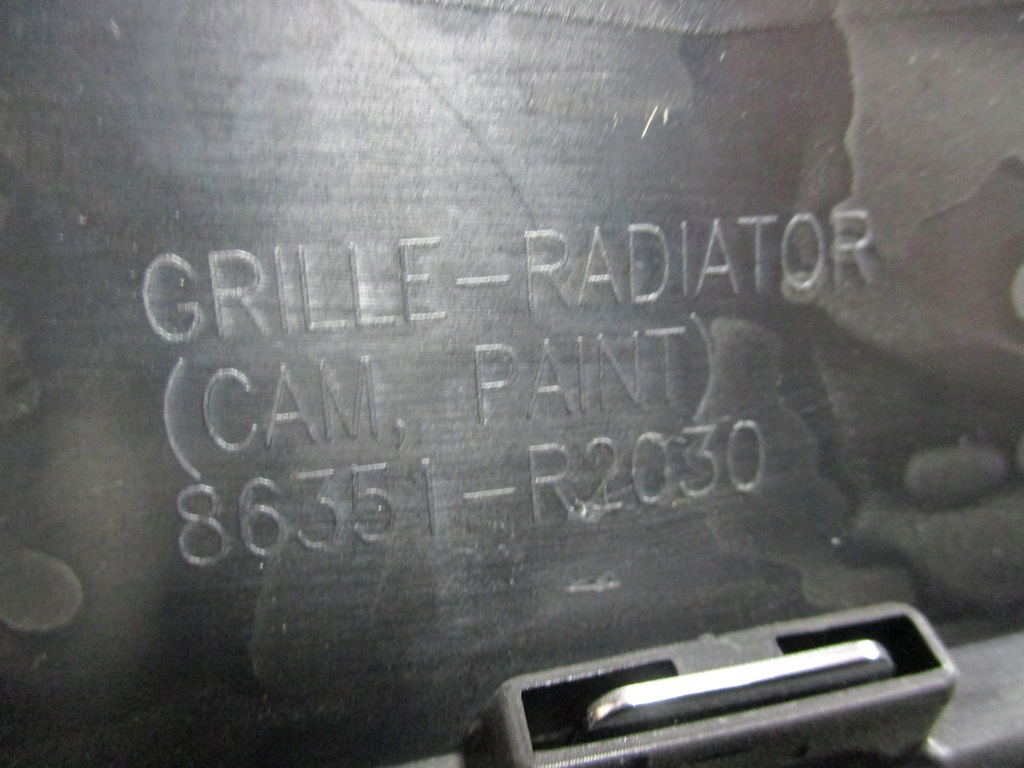 GRILLE-RADIATOR
(CAM, PAINT)
86351-R2030